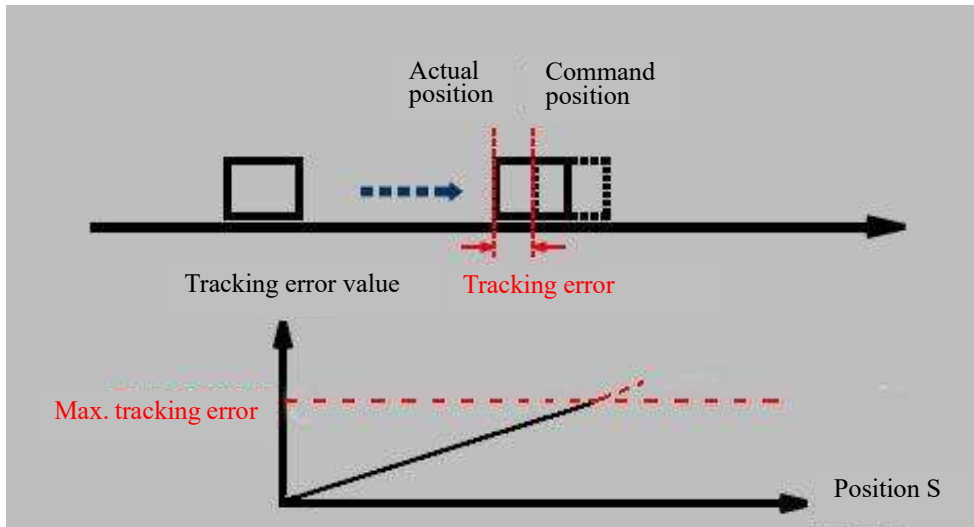 Actual
position
Command
position
Tracking error value
Tracking error
Max. tracking error
Position S